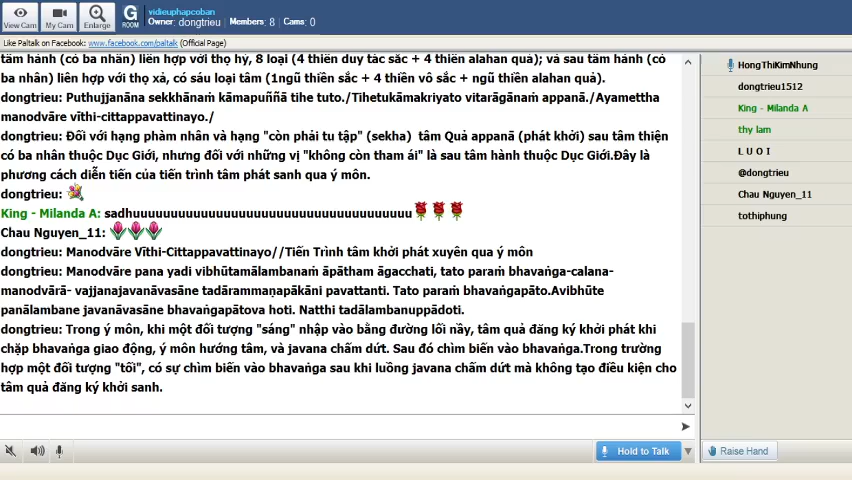 View Cam
My Cam
Enlarge
G
ROOM
vidieuphapcoban
Owner: dongtrieu | Members: 8 | Cams: 0
Like Paltalk on Facebook: www.facebook.com/paltalk (Official Page)
tâm hành (có ba nhân) liên hợp với thọ hỷ, 8 loại (4 thiền duy tác sắc + 4 thiền alahan quả); và sau tâm hành (có
ba nhân) liên hợp với thọ xả, có sáu loại tâm (1ngũ thiền sắc + 4 thiền vô sắc + ngũ thiền alahan quả).
dongtrieu: Puthujjanāna sekkhānaṁ kāmapuññā tihe tuto./Tihetukāmakriyato vitarāgānaṁ appanā./Ayamettha
manodvāre vīthi-cittappavattinayo./
dongtrieu: Đối với hạng phàm nhân và hạng "còn phải tu tập" (sekha) tâm Quả appanā (phát khởi) sau tâm thiện
có ba nhân thuộc Dục Giới, nhưng đối với những vị "không còn tham ái" là sau tâm hành thuộc Dục Giới.Đây là
phương cách diễn tiến của tiến trình tâm phát sanh qua ý môn.
dongtrieu:
King - Milanda A: sadhuuuuuuuuuuuuuuuuuuuuuuuuuuuuuuuuuuuuu
Chau Nguyen_11:
dongtrieu: Manodvāre Vīthi-Cittappavattinayo//Tiến Trình tâm khởi phát xuyên qua ý môn
dongtrieu: Manodvāre pana yadi vibhūtamālambanaṁ āpātham āgacchati, tato paraṁ bhavaṅga-calana-
manodvārā- vajjanajavanāvasāne tadārammaṇapākāni pavattanti. Tato paraṁ bhavaṅgapāto.Avibhūte
panālambane javanāvasāne bhavaṅgapātova hoti. Natthi tadālambanuppādoti.
dongtrieu: Trong ý môn, khi một đối tượng "sáng" nhập vào bằng đường lối nầy, tâm quả đăng ký khởi phát khi
chặp bhavaṅga giao động, ý môn hướng tâm, và javana chấm dứt. Sau đó chìm biến vào bhavaṅga.Trong trường
hợp một đối tượng "tối", có sự chìm biến vào bhavaṅga sau khi luồng javana chấm dứt mà không tạo điều kiện cho
tâm quả đăng ký khởi sanh.
HongThiKimNhung
dongtrieu1512
King - Milanda A
thy lam
L U O I
@dongtrieu
Chau Nguyen_11
tothiphung
Hold to Talk
Raise Hand